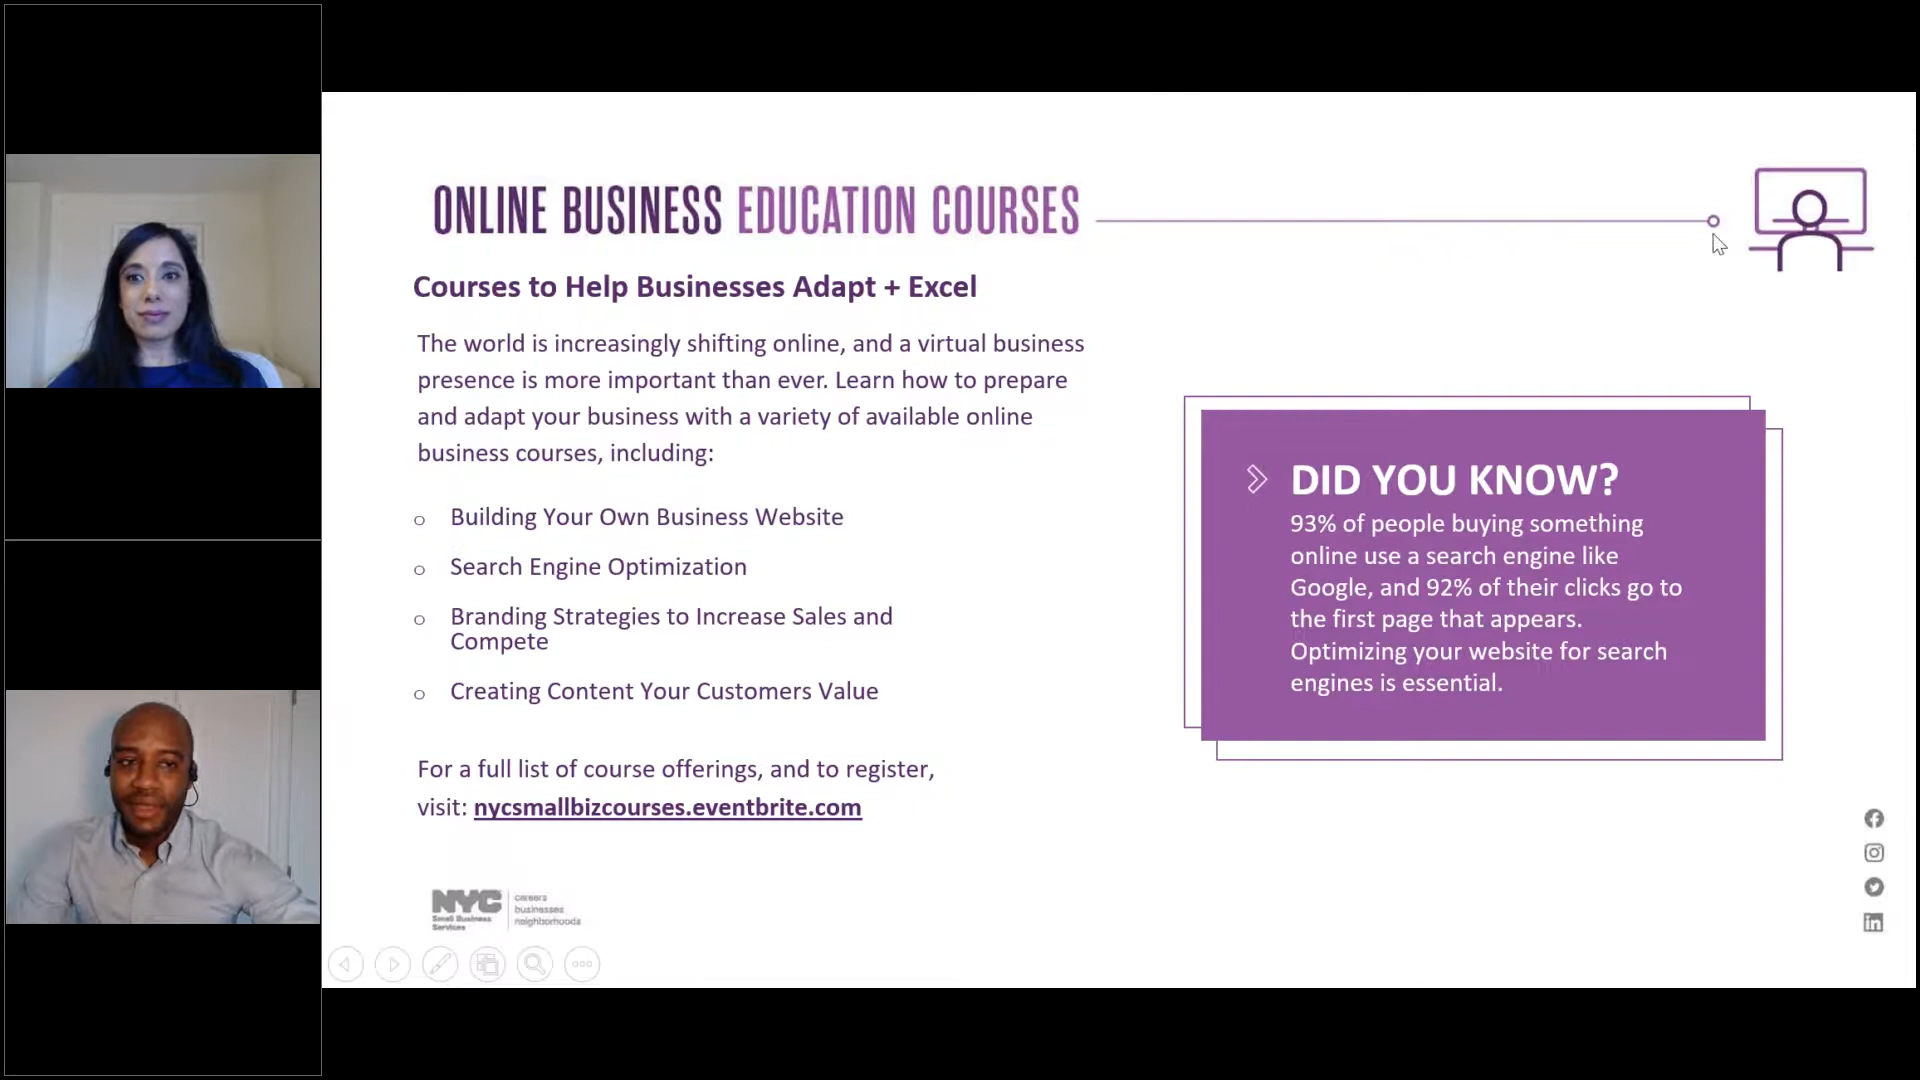 ONLINE BUSINESS EDUCATION COURSES
Courses to Help Businesses Adapt + Excel
The world is increasingly shifting online, and a virtual business
presence is more important than ever. Learn how to prepare
and adapt your business with a variety of available online
business courses, including:
o Building Your Own Business Website
o Search Engine Optimization
o Branding Strategies to Increase Sales and
Compete
o Creating Content Your Customers Value
For a full list of course offerings, and to register,
visit: nycsmallbizcourses.eventbrite.com
DID YOU KNOW?
93% of people buying something
online use a search engine like
Google, and 92% of their clicks go to
the first page that appears.
Optimizing your website for search
engines is essential.
NYC
Small Business
Services
careers
businesses
neighborhoods
in